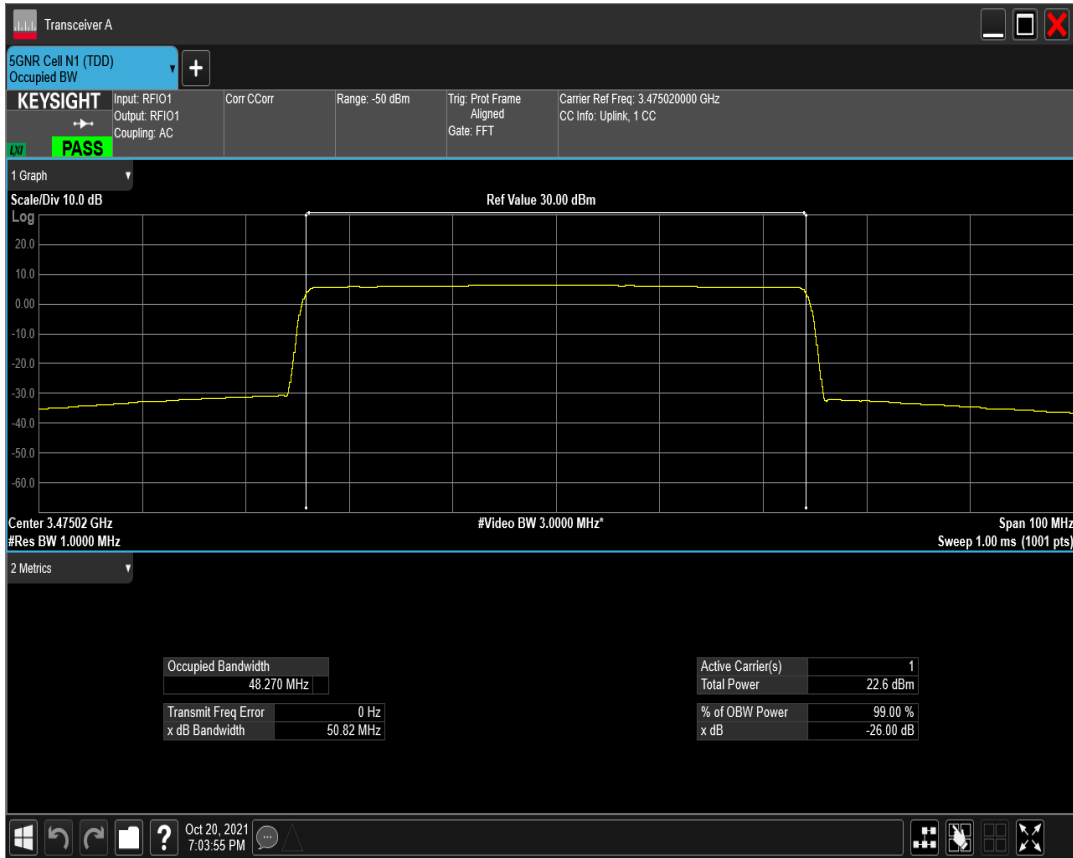 Transceiver A
5GNR Cell N1 (TDD)
Occupied BW
+
KEYSIGHT
LXI
PASS
Input: RFIO1
Output: RFIO1
Coupling: AC
Corr CCorr
Range: -50 dBm
Trig: Prot Frame
Aligned
Gate: FFT
Carrier Ref Freq: 3.475020000 GHz
CC Info: Uplink, 1 CC
1 Graph
Scale/Div 10.0 dB
Ref Value 30.00 dBm
Log
20.0
10.0
0.00
-10.0
-20.0
-30.0
-40.0
-50.0
-60.0
Center 3.47502 GHz
#Video BW 3.0000 MHz*
Span 100 MHz
#Res BW 1.0000 MHz
Sweep 1.00 ms (1001 pts)
2 Metrics
Occupied Bandwidth
48.270 MHz
Transmit Freq Error 0 Hz
x dB Bandwidth 50.82 MHz
Active Carrier(s) 1
Total Power 22.6 dBm
% of OBW Power 99.00 %
x dB -26.00 dB
?
Oct 20, 2021
7:03:55 PM